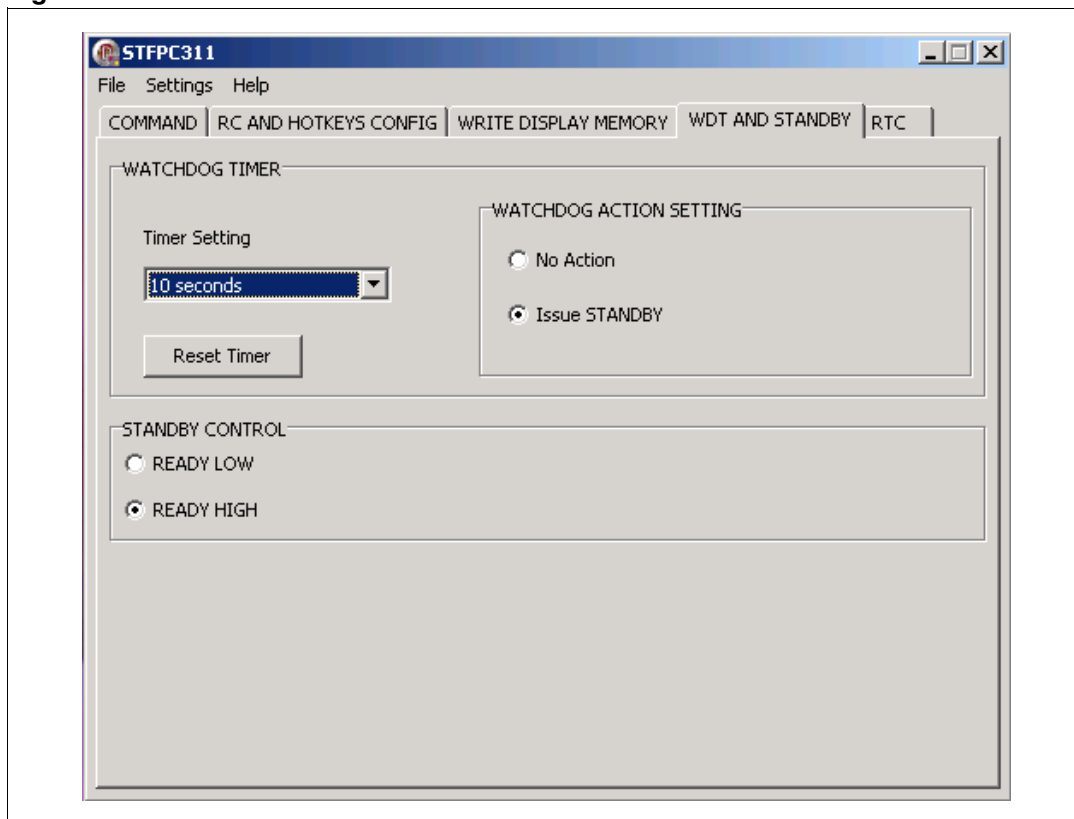 STFPC311
File Settings Help
COMMAND RC AND HOTKEYS CONFIG WRITE DISPLAY MEMORY WDT AND STANDBY RTC
WATCHDOG TIMER
Timer Setting
10 seconds
Reset Timer
WATCHDOG ACTION SETTING
No Action
Issue STANDBY
STANDBY CONTROL
READY LOW
READY HIGH